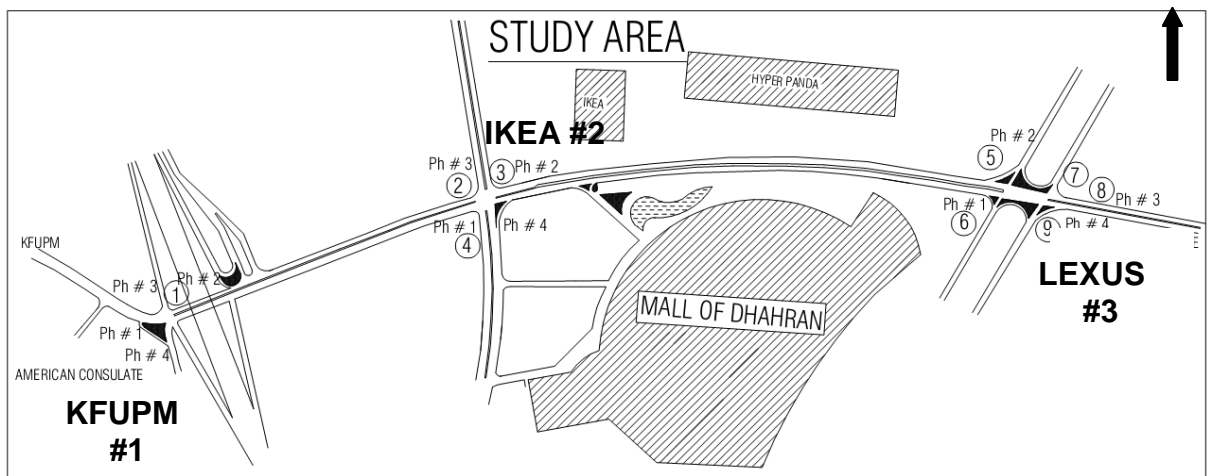 STUDY AREA
HYPER PANDA
IKEA
IKEA #2
Ph # 3
2
3
Ph # 2
Ph # 2
5
7
8
Ph # 3
Ph # 1
6
9
Ph # 4
Ph # 1
4
Ph # 4
KFUPM
Ph # 3
1
Ph # 2
Ph # 1
Ph # 4
LEXUS
#3
MALL OF DHAHRAN
AMERICAN CONSULATE
KFUPM
#1